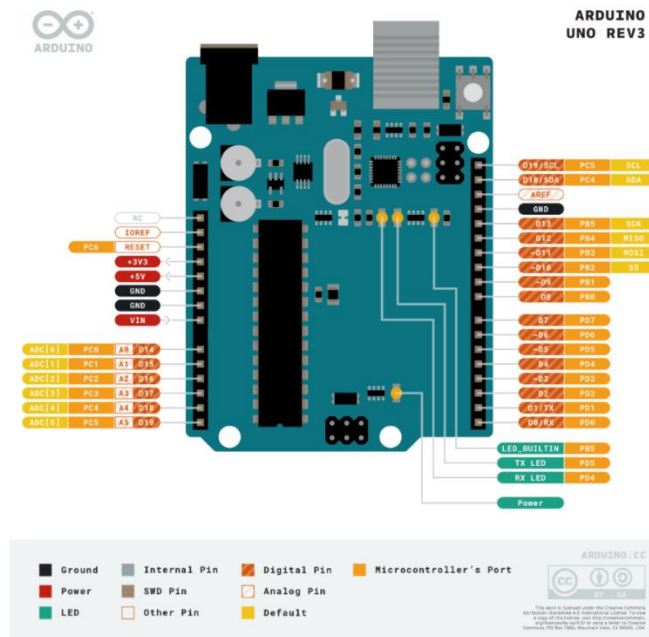 ARDUINO
ARDUINO
UNO REV3
D19/SCL PC5 SCL
D18/SDA PC4 SDA
AREF
GND
D13 PB5 SCK
D12 PB4 MISO
~D11 PB3 MOSI
~D10 PB2 SS
~D9 PB1
D8 PB0
D7 PD7
~D6 PD6
~D5 PD5
D4 PD4
~D3 PD3
D2 PD2
D1/TX PD1
D0/RX PD0
NC
IOREF
PC6 RESET
+3V3
+5V
GND
GND
VIN
ADC[0] PC0 A0 D14
ADC[1] PC1 A1 D15
ADC[2] PC2 A2 D16
ADC[3] PC3 A3 D17
ADC[4] PC4 A4 D18
ADC[5] PC5 A5 D19
LED_BUILTIN PB5
TX LED PD5
RX LED PD4
Power
Ground
Power
LED
Internal Pin
SWD Pin
Other Pin
Digital Pin
Analog Pin
Default
Microcontroller's Port
ARDUINO.CC
CC
BY SA